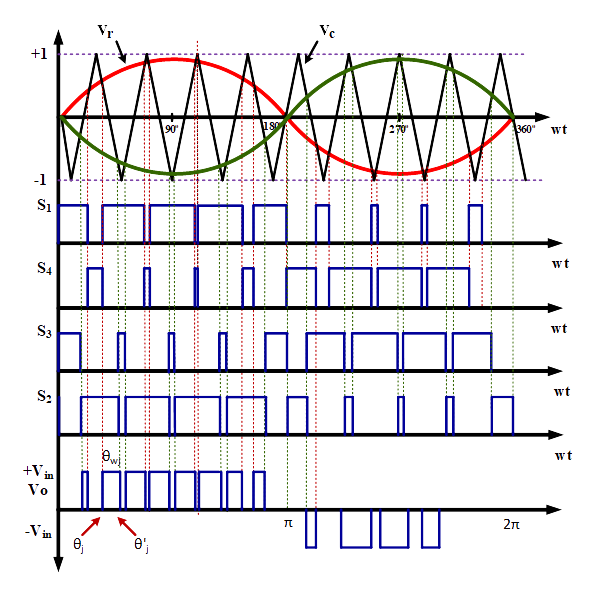 Vr Vc
+1
90° 180° 270° 360° wt
-1
S1
wt
S4
wt
S3
wt
S2
wt
θwj
+Vin
Vo
-Vin
π 2π
θj θ'j